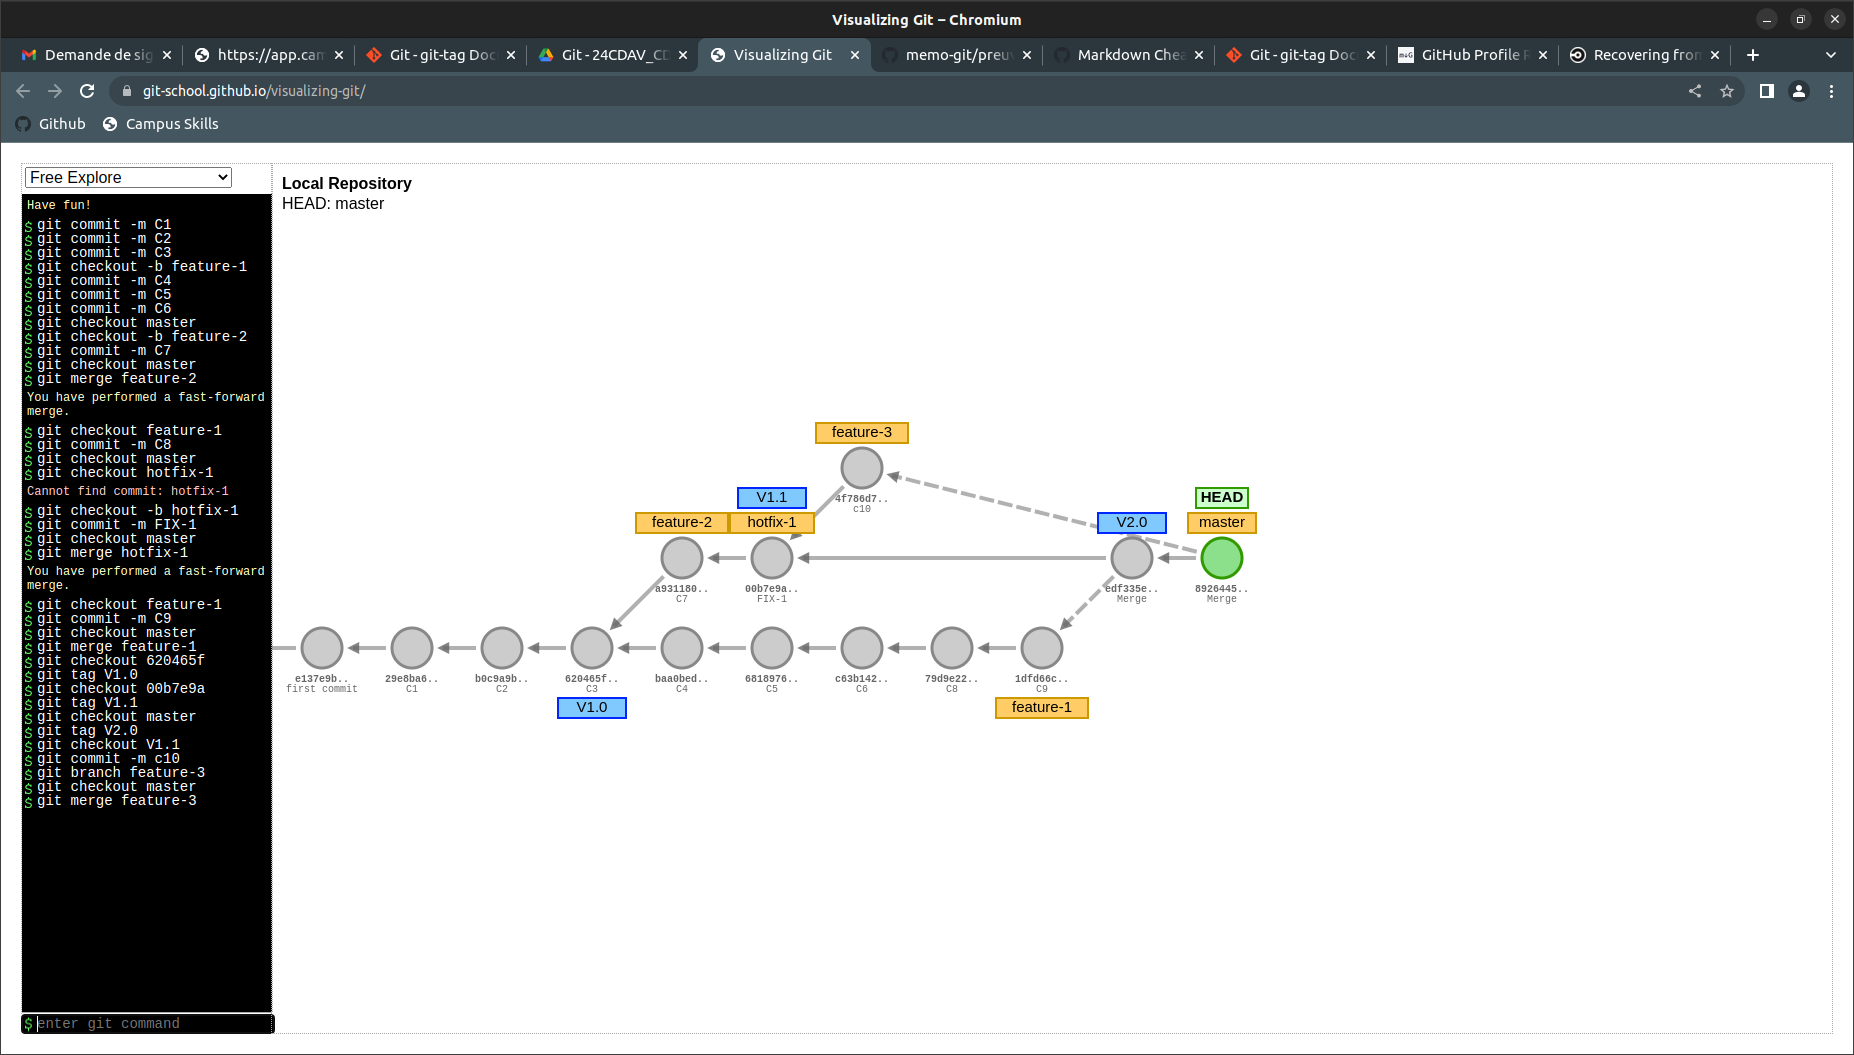 Visualizing Git – Chromium
Demande de sig
https://app.cam
Git - git-tag Doc
Git - 24CDAV_CD
Visualizing Git
memo-git/preuv
Markdown Chea
Git - git-tag Doc
GitHub Profile R
Recovering from
git-school.github.io/visualizing-git/
Github
Campus Skills
Free Explore
Have fun!
$ git commit -m C1
$ git commit -m C2
$ git commit -m C3
$ git checkout -b feature-1
$ git commit -m C4
$ git commit -m C5
$ git commit -m C6
$ git checkout master
$ git checkout -b feature-2
$ git commit -m C7
$ git checkout master
$ git merge feature-2
You have performed a fast-forward
merge.
$ git checkout feature-1
$ git commit -m C8
$ git checkout master
$ git checkout hotfix-1
Cannot find commit: hotfix-1
$ git checkout -b hotfix-1
$ git commit -m FIX-1
$ git checkout master
$ git merge hotfix-1
You have performed a fast-forward
merge.
$ git checkout feature-1
$ git commit -m C9
$ git checkout master
$ git merge feature-1
$ git checkout 620465f
$ git tag V1.0
$ git checkout 00b7e9a
$ git tag V1.1
$ git checkout master
$ git tag V2.0
$ git checkout V1.1
$ git commit -m c10
$ git branch feature-3
$ git checkout master
$ git merge feature-3
$ enter git command
Local Repository
HEAD: master
feature-3
4f786d7..
c10
V1.1
HEAD
feature-2
hotfix-1
V2.0
master
a931180..
C7
00b7e9a..
FIX-1
edf335e..
Merge
8926445..
Merge
e137e9b..
first commit
29e8ba6..
C1
b0c9a9b..
C2
620465f..
C3
baa0bed..
C4
6818976..
C5
c63b142..
C6
79d9e22..
C8
1dfd66c..
C9
V1.0
feature-1